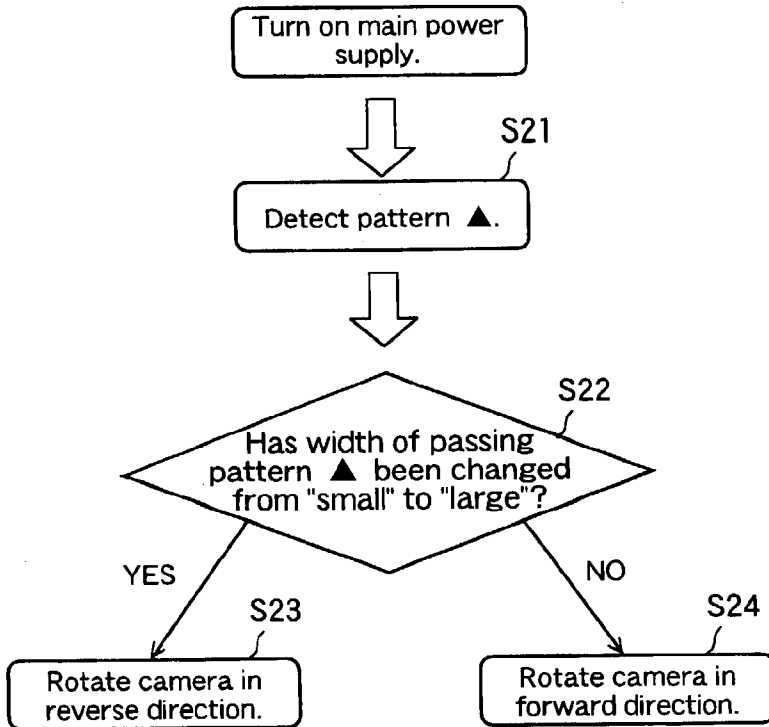 Turn on main power
supply.
S21
Detect pattern ▲.
S22
Has width of passing
pattern ▲ been changed
from "small" to "large"?
YES
NO
S23
S24
Rotate camera in
reverse direction.
Rotate camera in
forward direction.